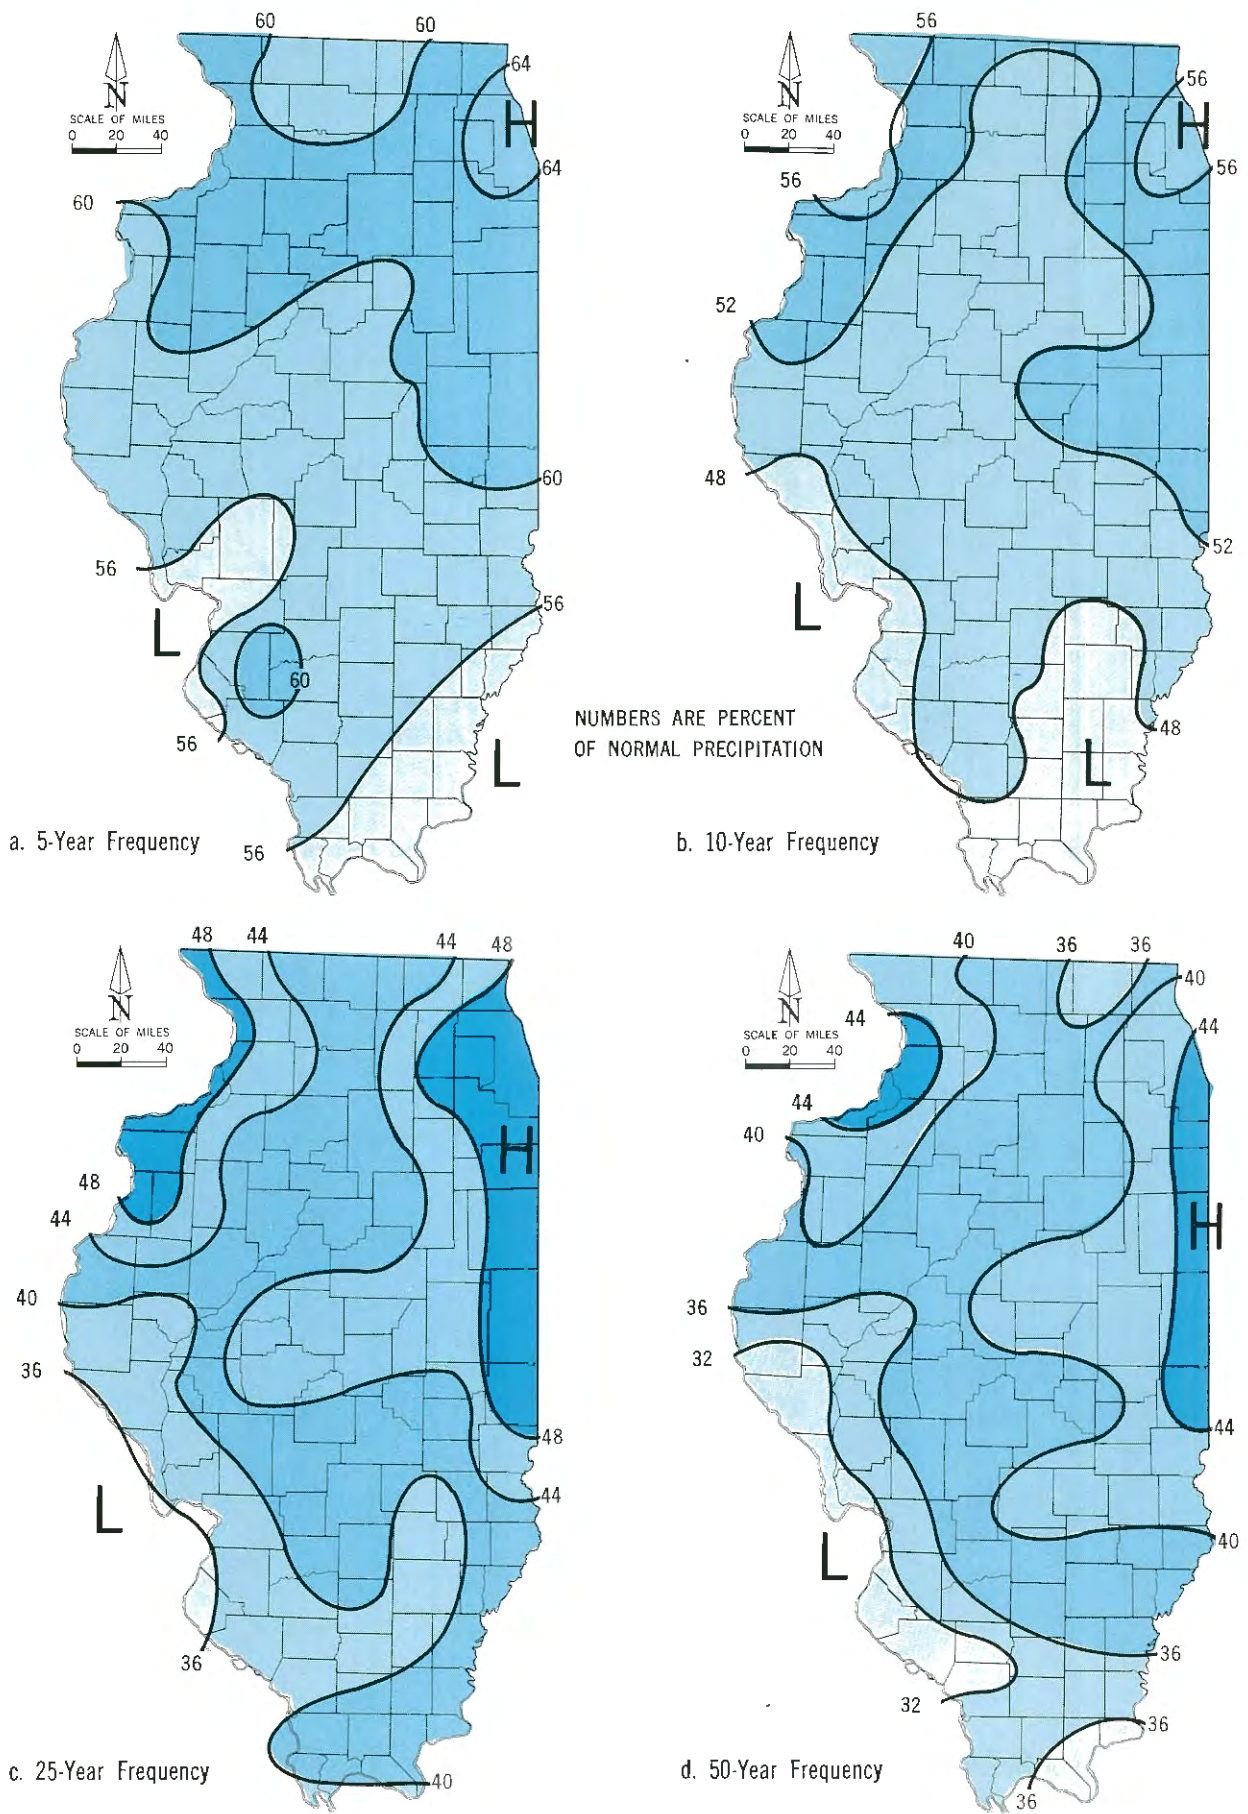 60
60
64
N
SCALE OF MILES
0 20 40
H
64
60
60
56
56
L
60
56
L
56
a. 5-Year Frequency
56
56
N
SCALE OF MILES
0 20 40
H
56
56
52
48
52
L
48
L
b. 10-Year Frequency
NUMBERS ARE PERCENT
OF NORMAL PRECIPITATION
48
44
44
48
N
SCALE OF MILES
0 20 40
H
48
44
40
36
48
44
L
36
40
c. 25-Year Frequency
40
36
36
40
N
SCALE OF MILES
0 20 40
44
44
44
40
H
36
32
44
40
L
36
32
36
36
d. 50-Year Frequency